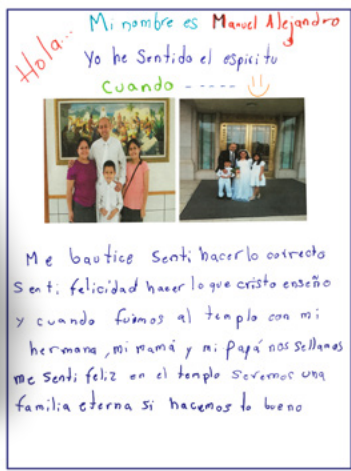 Hola... Mi nombre es Manuel Alejandro
Yo he Sentido el espiritu
Cuando - - - - -
Me bautice Senti hacerlo correcto
Senti felicidad hacer lo que cristo enseño
y cuando fuimos al templo con mi
hermana, mi mamá y mi papá nos sellamos
me Senti feliz en el templo Seremos una
familia eterna si hacemos lo bueno